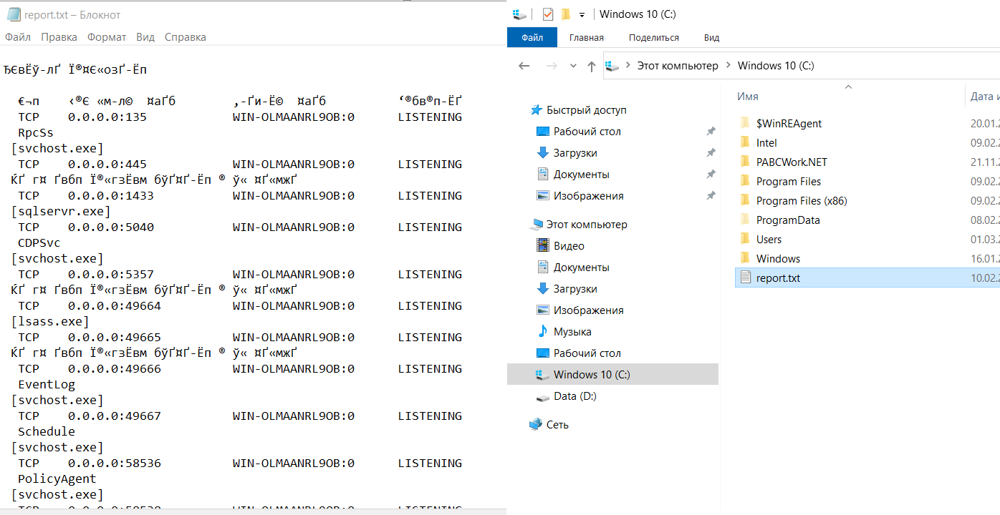 report.txt – Блокнот
Файл Правка Формат Вид Справка
ЂЄвЁў-лҐ Ї®¤Є«озҐ-Ёп
€¬п ‹®Є «м-л© ¤аҐб ‚-Ґи-Ё© ¤аҐб ‘®бв®п-ЁҐ
TCP 0.0.0.0:135 WIN-OLMAANRL9OB:0 LISTENING
RpcSs
[svchost.exe]
TCP 0.0.0.0:445 WIN-OLMAANRL9OB:0 LISTENING
ЌҐ г¤ Ґвбп Ї®«гзЁвм бўҐ¤Ґ-Ёп ® ў« ¤Ґ«мжҐ
TCP 0.0.0.0:1433 WIN-OLMAANRL9OB:0 LISTENING
[sqlservr.exe]
TCP 0.0.0.0:5040 WIN-OLMAANRL9OB:0 LISTENING
CDPSvc
[svchost.exe]
TCP 0.0.0.0:5357 WIN-OLMAANRL9OB:0 LISTENING
ЌҐ г¤ Ґвбп Ї®«гзЁвм бўҐ¤Ґ-Ёп ® ў« ¤Ґ«мжҐ
TCP 0.0.0.0:49664 WIN-OLMAANRL9OB:0 LISTENING
[lsass.exe]
TCP 0.0.0.0:49665 WIN-OLMAANRL9OB:0 LISTENING
ЌҐ г¤ Ґвбп Ї®«гзЁвм бўҐ¤Ґ-Ёп ® ў« ¤Ґ«мжҐ
TCP 0.0.0.0:49666 WIN-OLMAANRL9OB:0 LISTENING
EventLog
[svchost.exe]
TCP 0.0.0.0:49667 WIN-OLMAANRL9OB:0 LISTENING
Schedule
[svchost.exe]
TCP 0.0.0.0:58536 WIN-OLMAANRL9OB:0 LISTENING
PolicyAgent
[svchost.exe]
Windows 10 (C:)
Файл Главная Поделиться Вид
Этот компьютер Windows 10 (C:)
Быстрый доступ
Рабочий стол
Загрузки
Документы
Изображения
Этот компьютер
Видео
Документы
Загрузки
Изображения
Музыка
Рабочий стол
Windows 10 (C:)
Data (D:)
Сеть
Имя Дата
$WinREAgent 20.01.
Intel 09.02.
PABCWork.NET 21.11.
Program Files 09.02.
Program Files (x86) 09.02.
ProgramData 08.02.
Users 01.03.
Windows 16.01.
report.txt 10.02.